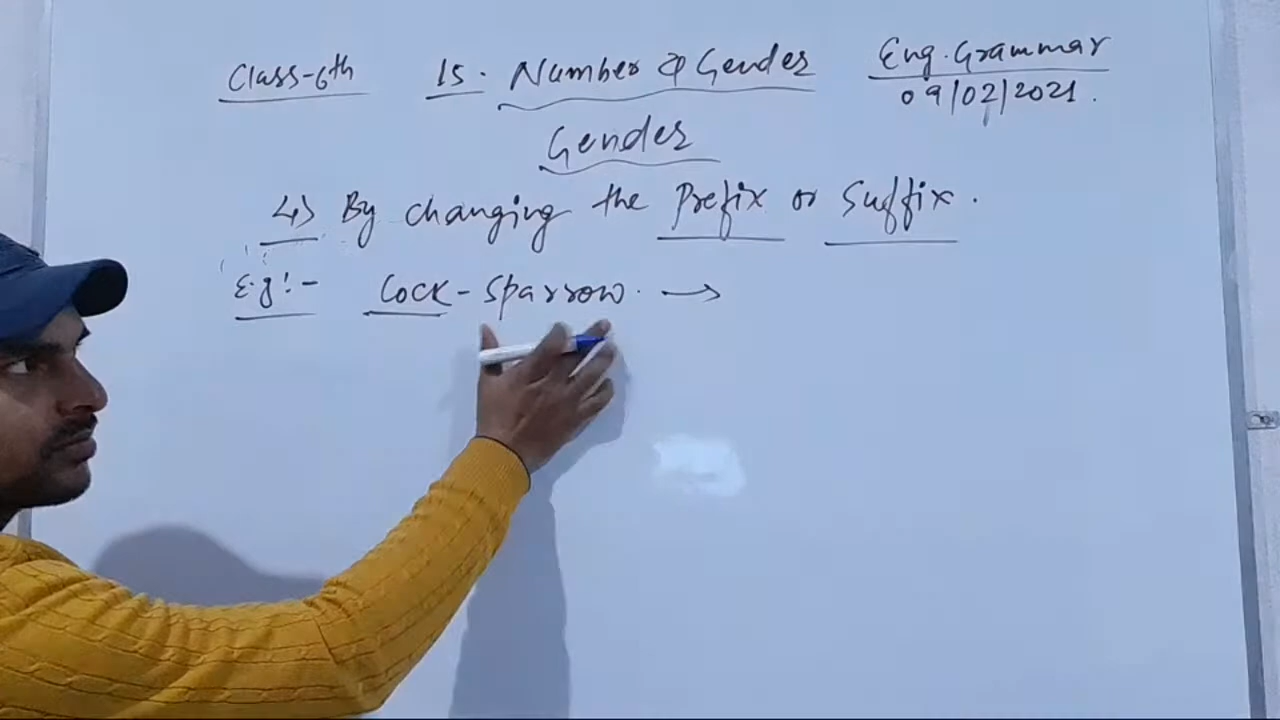 Class-6th 15. Number & Gender Eng. Grammar
09/02/2021.
Gender
4) By changing the Prefix or Suffix.
E.g:- Cock-Sparrow. →